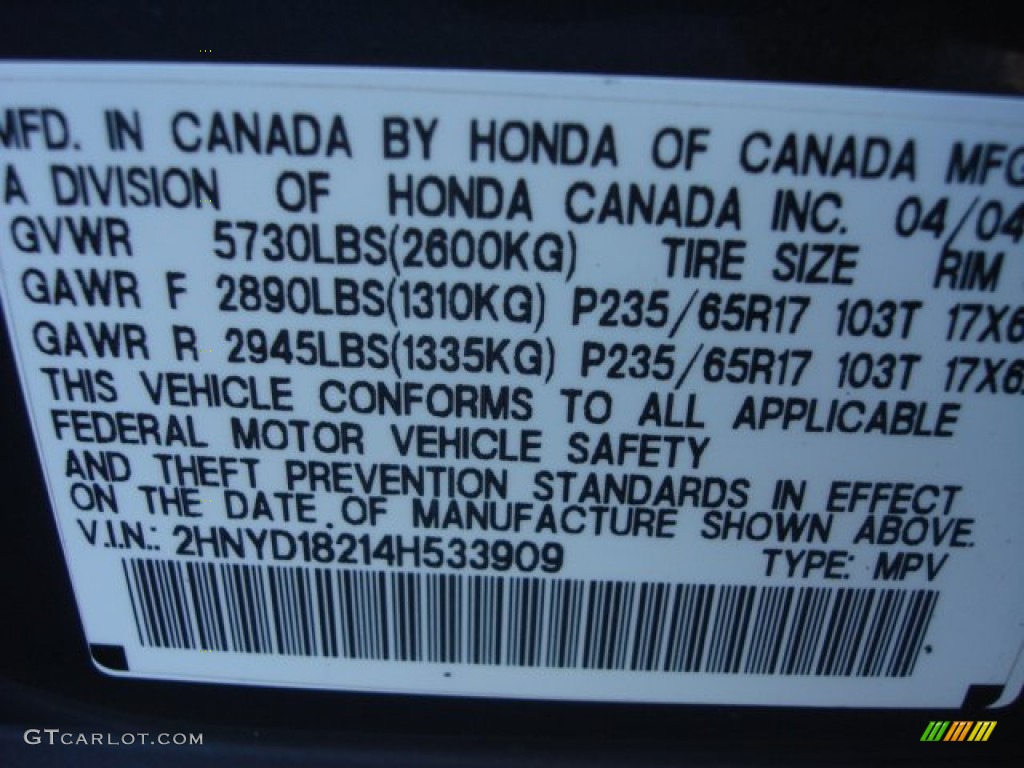 MFD. IN CANADA BY HONDA OF CANADA MFG
A DIVISION OF HONDA CANADA INC. 04/04
GVWR 5730LBS(2600KG) TIRE SIZE RIM
GAWR F 2890LBS(1310KG) P235/65R17 103T 17X6
GAWR R 2945LBS(1335KG) P235/65R17 103T 17X6
THIS VEHICLE CONFORMS TO ALL APPLICABLE
FEDERAL MOTOR VEHICLE SAFETY
AND THEFT PREVENTION STANDARDS IN EFFECT
ON THE DATE OF MANUFACTURE SHOWN ABOVE.
V.I.N.: 2HNYD18214H533909 TYPE: MPV
GTCARLOT.COM